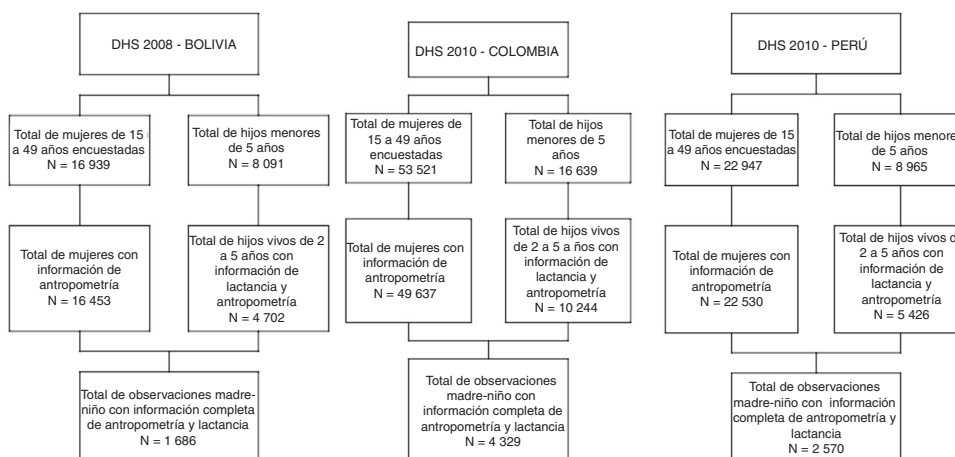 DHS 2008 - BOLIVIA
Total de mujeres de 15
a 49 años encuestadas
N = 16 939
Total de hijos menores
de 5 años
N = 8 091
Total de mujeres con
información de
antropometría
N = 16 453
Total de hijos vivos de 2
a 5 años con
información de
lactancia y
antropometría
N = 4 702
Total de observaciones madre-
niño con información completa
de antropometría y lactancia
N = 1 686
DHS 2010 - COLOMBIA
Total de mujeres de
15 a 49 años
encuestadas
N = 53 521
Total de hijos
menores de 5
años
N = 16 639
Total de mujeres con
información de
antropometría
N = 49 637
Total de hijos vivos
de 2 a 5 a ños con
información de
lactancia y
antropometría
N = 10 244
Total de observaciones
madre-niño con
información completa de
antropometría y lactancia
N = 4 329
DHS 2010 - PERÚ
Total de mujeres de 15
a 49 años encuestadas
N = 22 947
Total de hijos menores
de 5 años
N = 8 965
Total de mujeres con
información de
antropometría
N = 22 530
Total de hijos vivos de
2 a 5 años con
información de
lactancia y
antropometría
N = 5 426
Total de observaciones
madre-niño con información
completa de antropometría y
lactancia
N = 2 570